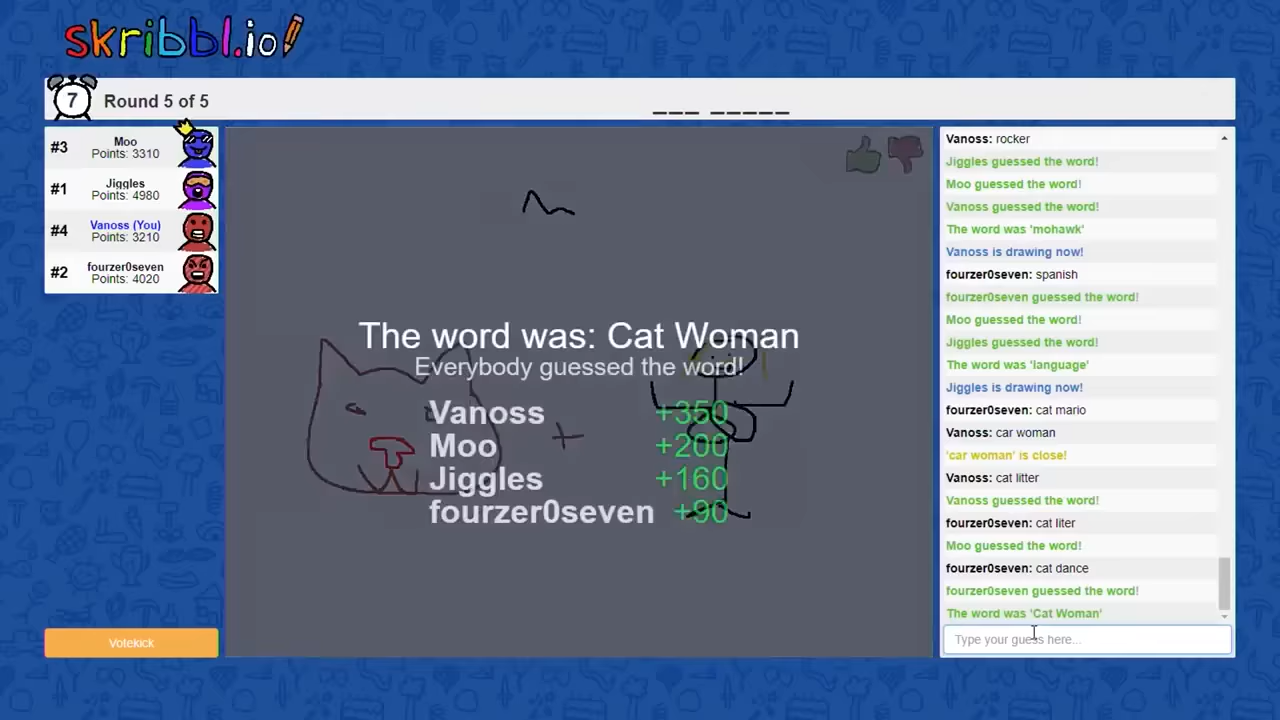 skribbl.io
7
Round 5 of 5
___ _____
#3
Moo
Points: 3310
#1
Jiggles
Points: 4980
#4
Vanoss (You)
Points: 3210
#2
fourzer0seven
Points: 4020
Votekick
The word was: Cat Woman
Everybody guessed the word!
Vanoss +350
Moo +200
Jiggles +160
fourzer0seven +90
Vanoss: rocker
Jiggles guessed the word!
Moo guessed the word!
Vanoss guessed the word!
The word was 'mohawk'
Vanoss is drawing now!
fourzer0seven: spanish
fourzer0seven guessed the word!
Moo guessed the word!
Jiggles guessed the word!
The word was 'language'
Jiggles is drawing now!
fourzer0seven: cat mario
Vanoss: car woman
'car woman' is close!
Vanoss: cat litter
Vanoss guessed the word!
fourzer0seven: cat liter
Moo guessed the word!
fourzer0seven: cat dance
fourzer0seven guessed the word!
The word was 'Cat Woman'
Type your guess here...